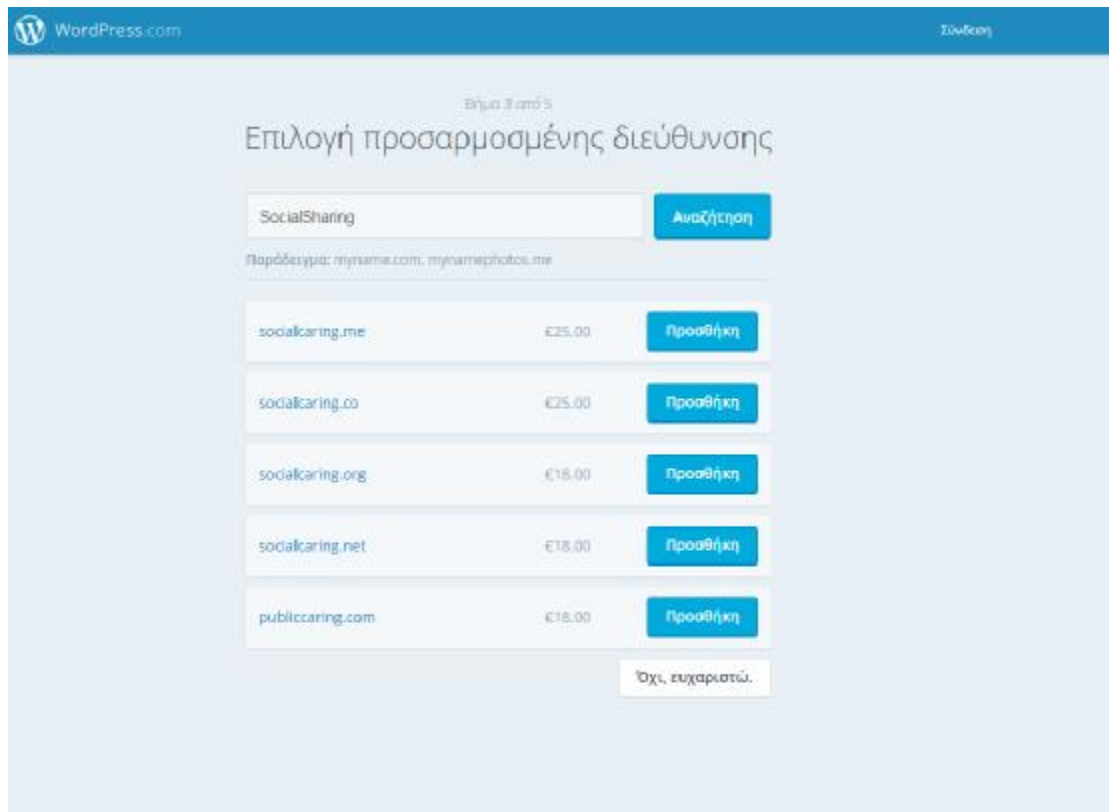 WordPress.com
Σύνδεση
Βήμα 3 από 5
Επιλογή προσαρμοσμένης διεύθυνσης
SocialSharing
Αναζήτηση
Παράδειγμα: myname.com, mynamephotos.me
socialcaring.me €25.00 Προσθήκη
socialcaring.co €25.00 Προσθήκη
socialcaring.org €18.00 Προσθήκη
socialcaring.net €18.00 Προσθήκη
publiccaring.com €18.00 Προσθήκη
Όχι, ευχαριστώ.